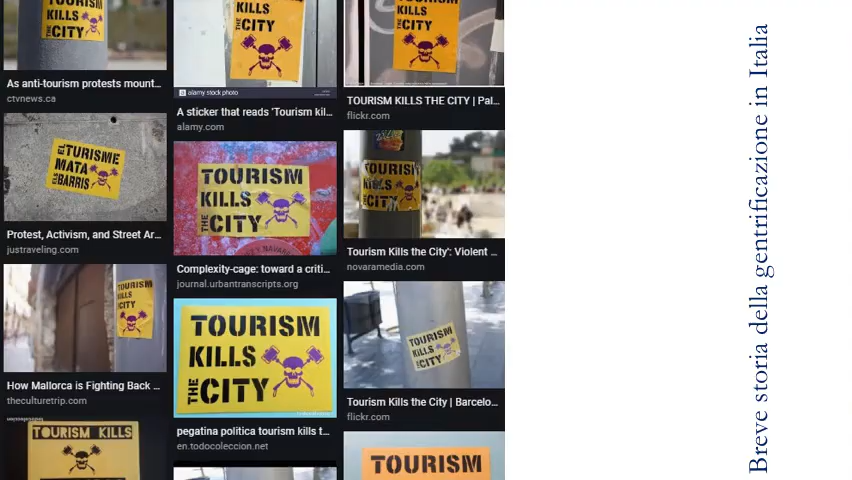 TOURISM
KILLS
THE CITY
As anti-tourism protests mount...
ctvnews.ca
EL TURISME
MATA
ELS BARRIS
Protest, Activism, and Street Ar...
justraveling.com
TOURISM
KILLS
THE CITY
How Mallorca is Fighting Back ...
theculturetrip.com
TOURISM KILLS
KILLS
THE CITY
alamy stock photo
A sticker that reads 'Tourism kil...
alamy.com
TOURISM
KILLS
THE CITY
Complexity-cage: toward a criti...
journal.urbantranscripts.org
TOURISM
KILLS
THE CITY
pegatina politica tourism kills t...
en.todocoleccion.net
KILLS
THE CITY
TOURISM KILLS THE CITY | Pal...
flickr.com
TOURISM
KILLS
THE CITY
Tourism Kills the City': Violent ...
novaramedia.com
TOURISM
KILLS
THE CITY
Tourism Kills the City | Barcelo...
flickr.com
TOURISM
Breve storia della gentrificazione in Italia